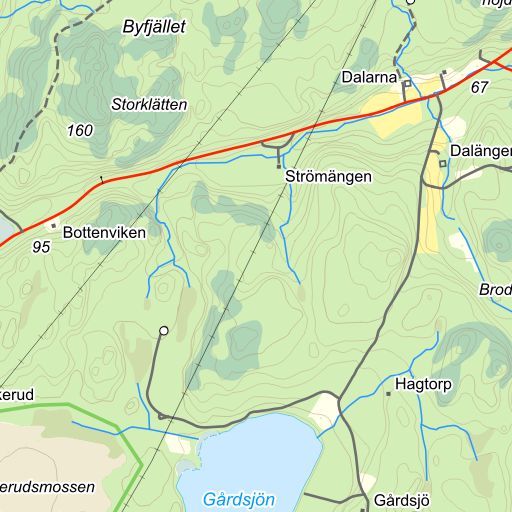 Byfjället
Dalarna
67
Storklätten
160
Dalängen
Strömängen
Bottenviken
95
Brod
Hagtorp
kerud
erudsmossen
Gårdsjön
Gårdsjö